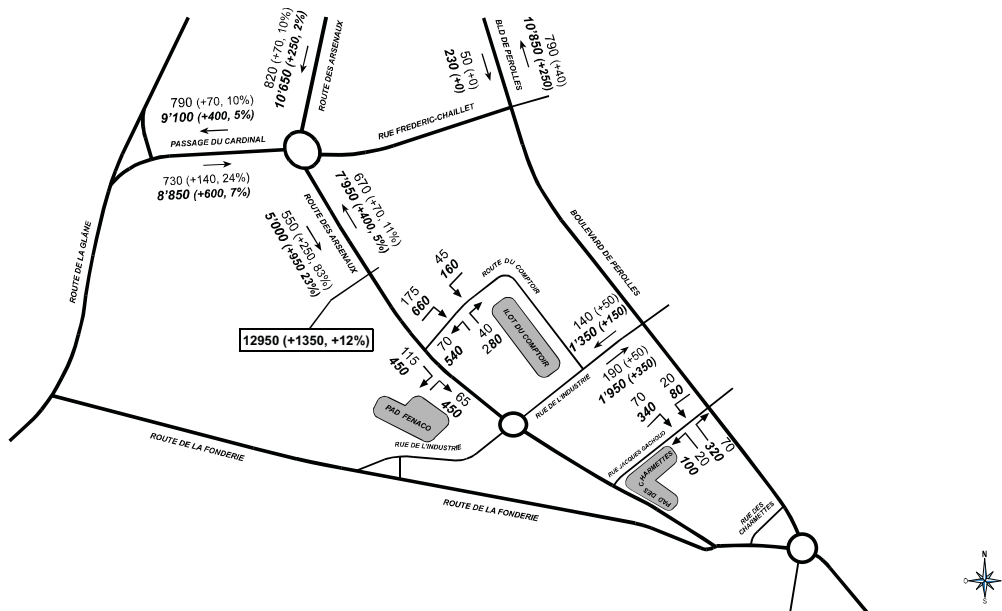 820 (+70, 10%)
10'650 (+250, 2%)
ROUTE DES ARSENAUX
50 (+0)
230 (+0)
BLD DE PEROLLES
790 (+40)
10'850 (+250)
790 (+70, 10%)
9'100 (+400, 5%)
PASSAGE DU CARDINAL
RUE FREDERIC-CHAILLET
730 (+140, 24%)
8'850 (+600, 7%)
ROUTE DE LA GLÂNE
ROUTE DES ARSENAUX
670 (+70, 11%)
7'950 (+400, 5%)
550 (+250, 83%)
5'000 (+950 23%)
BOULEVARD DE PEROLLES
12950 (+1350, +12%)
45
160
ROUTE DU COMPTOIR
175
660
ILOT DU COMPTOIR
40
280
70
540
140 (+50)
1'350 (+150)
190 (+50)
1'950 (+350)
RUE DE L'INDUSTRIE
115
450
65
450
PAD FENACO
RUE DE L'INDUSTRIE
20
80
70
340
RUE JACQUES GACHOUD
70
320
20
100
PAD DES CHARMETTES
RUE DES CHARMETTES
ROUTE DE LA FONDERIE
ROUTE DE LA FONDERIE
N
O
E
S